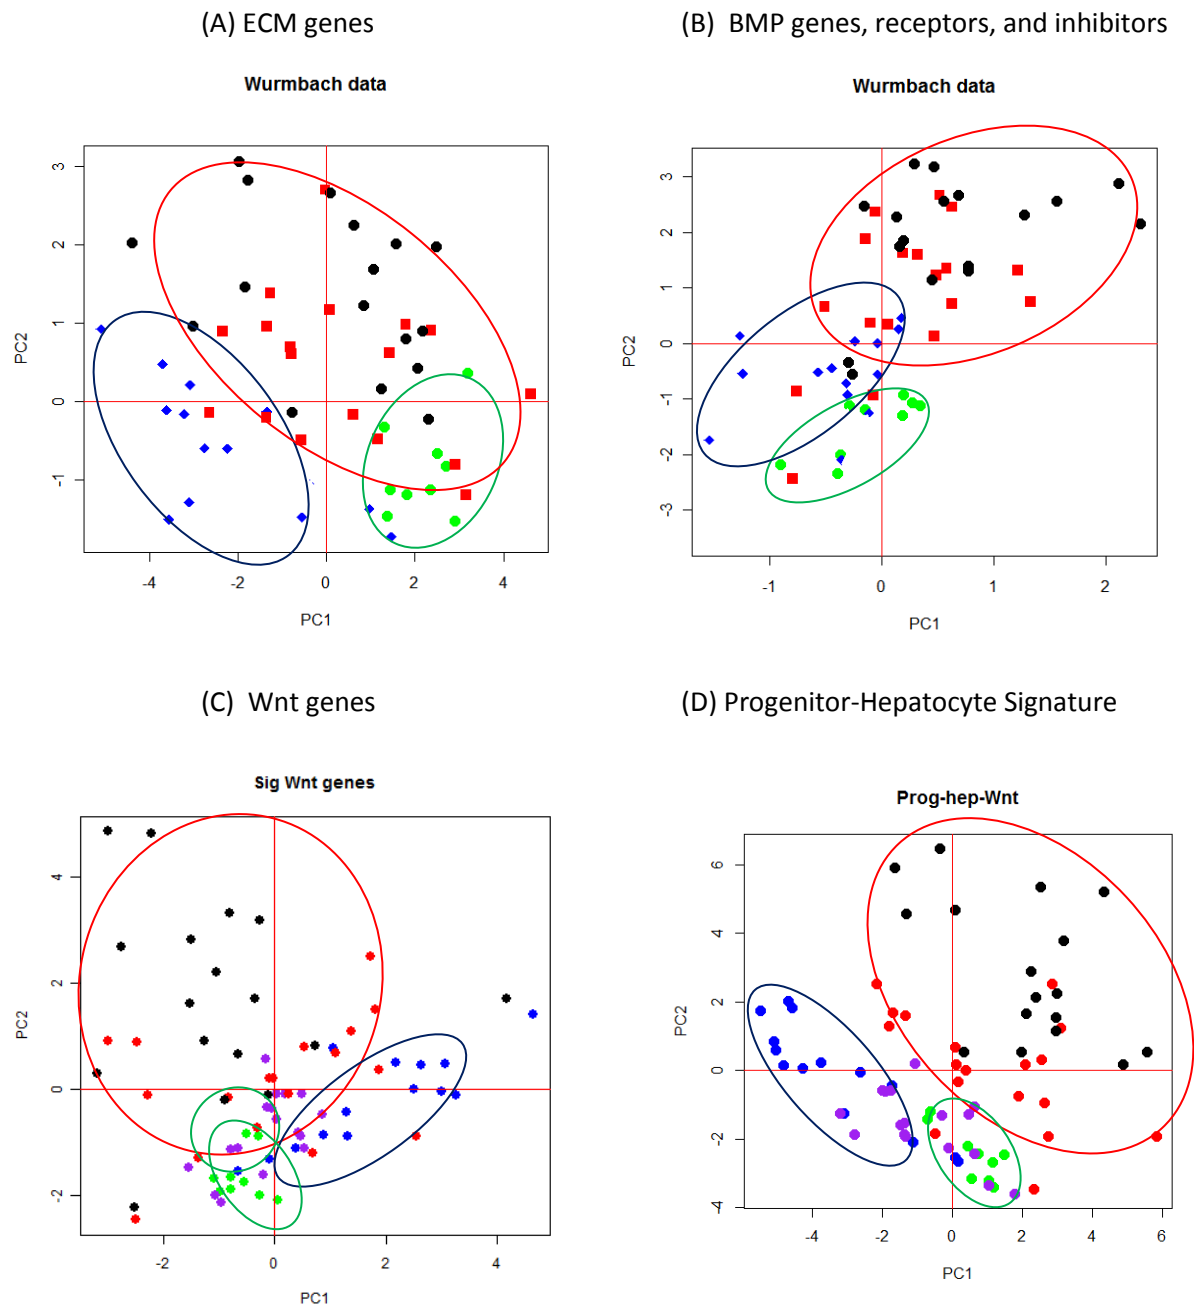 (A) ECM genes
(B) BMP genes, receptors, and inhibitors
Wurmbach data
Wurmbach data
PC2
3
2
1
0
-1
-4
-2
0
2
4
PC1
PC2
3
2
1
0
-1
-2
-3
-1
0
1
2
PC1
(C) Wnt genes
(D) Progenitor-Hepatocyte Signature
Sig Wnt genes
Prog-hep-Wnt
PC2
4
2
0
-2
-2
0
2
4
PC1
PC2
6
4
2
0
-2
-4
-4
-2
0
2
4
6
PC1